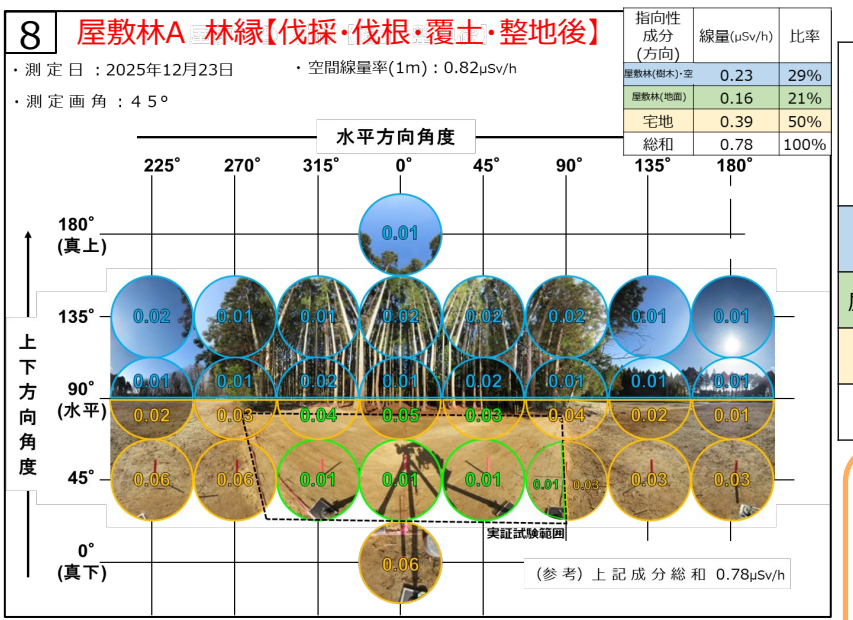 8 屋敷林A 林縁【伐採・伐根・覆土・整地後】
・測定日：2025年12月23日 ・空間線量率(1m)：0.82μSv/h
・測定画角：45°
指向性成分(方向) 線量(μSv/h) 比率
屋敷林(樹木)・空 0.23 29%
屋敷林(地面) 0.16 21%
宅地 0.39 50%
総和 0.78 100%
水平方向角度
225° 270° 315° 0° 45° 90° 135° 180°
上下方向角度
180°
(真上)
0.01
135°
0.02 0.01 0.01 0.02 0.02 0.02 0.01 0.01
0.01 0.01 0.02 0.01 0.02 0.01 0.01 0.01
90°
(水平)
0.02 0.03 0.04 0.05 0.03 0.04 0.02 0.01
45°
0.06 0.06 0.01 0.01 0.01 0.01 0.03 0.03 0.03
実証試験範囲
0°
(真下)
0.06
(参考) 上記成分総和 0.78μSv/h